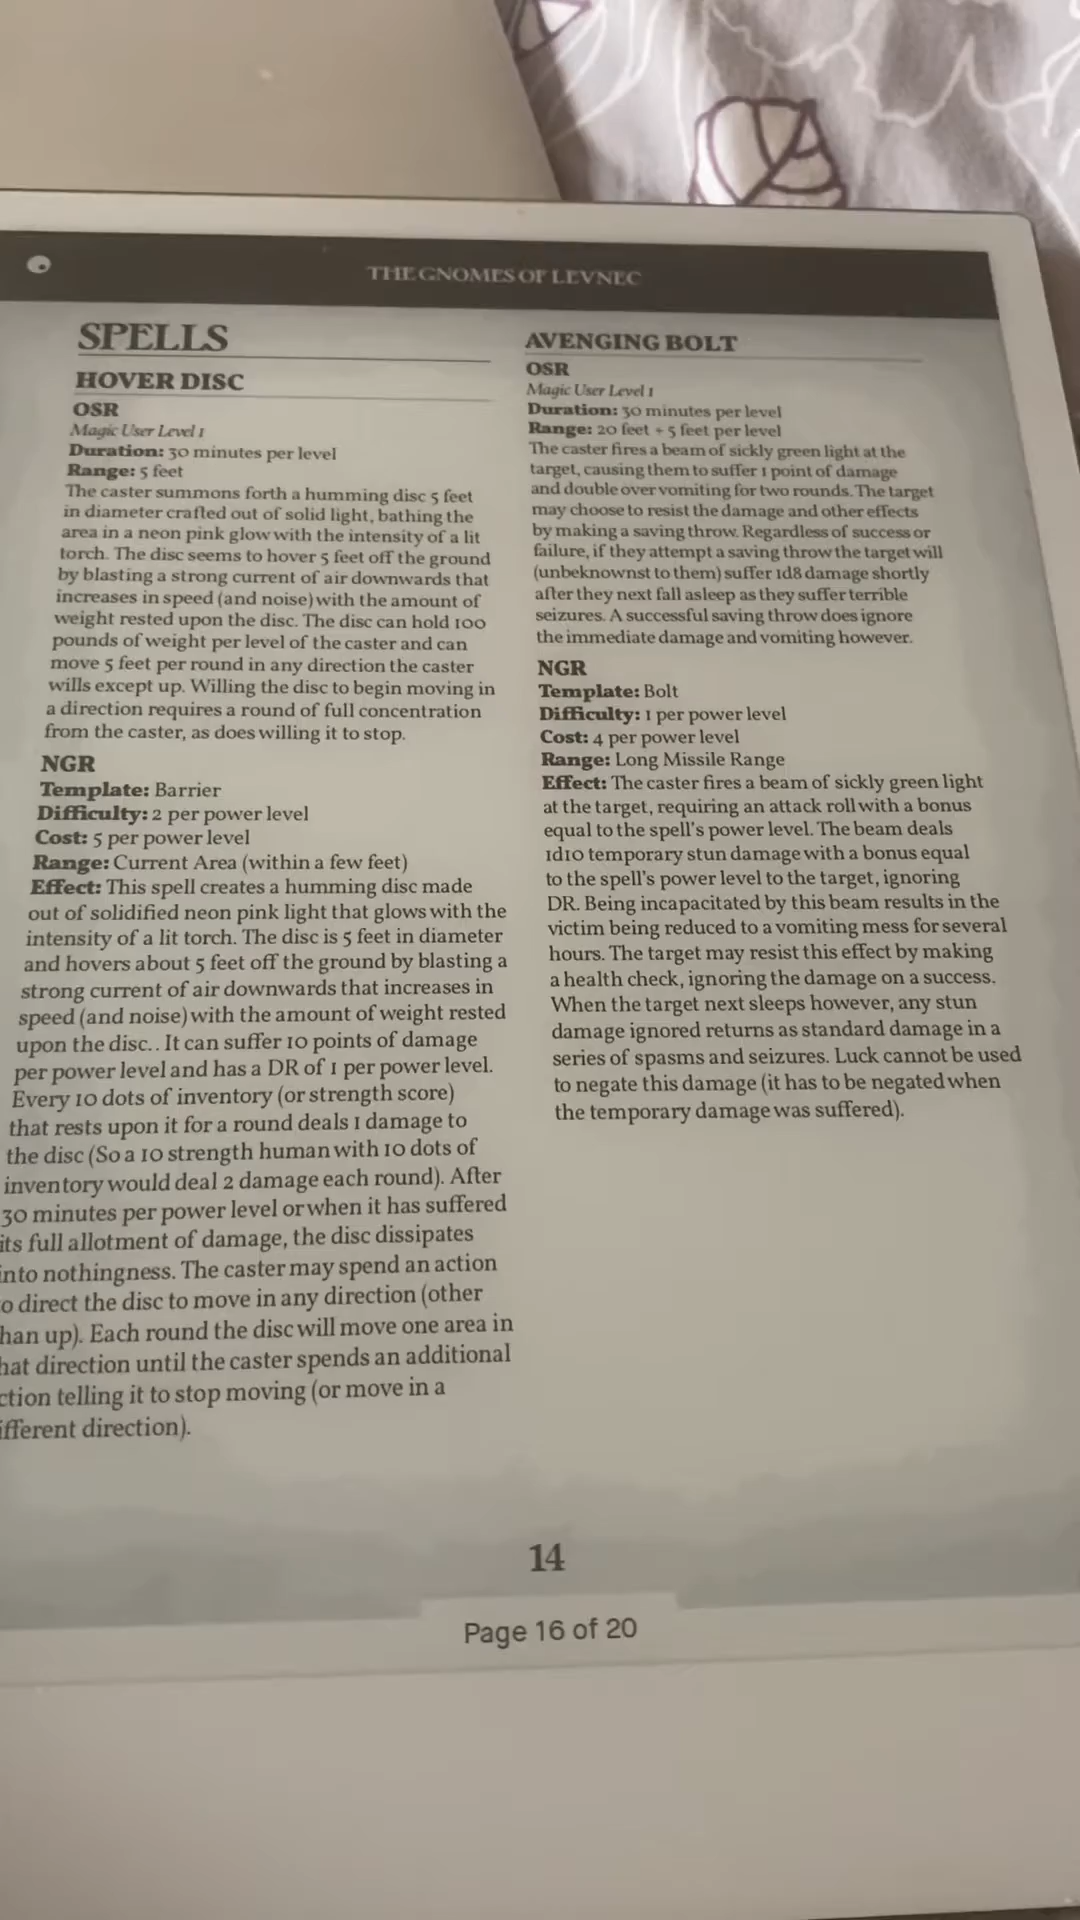 THE GNOMES OF LEVNEC
SPELLS
HOVER DISC
OSR
Magic User Level 1
Duration: 30 minutes per level
Range: 5 feet
The caster summons forth a humming disc 5 feet
in diameter crafted out of solid light, bathing the
area in a neon pink glow with the intensity of a lit
torch. The disc seems to hover 5 feet off the ground
by blasting a strong current of air downwards that
increases in speed (and noise) with the amount of
weight rested upon the disc. The disc can hold 100
pounds of weight per level of the caster and can
move 5 feet per round in any direction the caster
wills except up. Willing the disc to begin moving in
a direction requires a round of full concentration
from the caster, as does willing it to stop.
NGR
Template: Barrier
Difficulty: 2 per power level
Cost: 5 per power level
Range: Current Area (within a few feet)
Effect: This spell creates a humming disc made
out of solidified neon pink light that glows with the
intensity of a lit torch. The disc is 5 feet in diameter
and hovers about 5 feet off the ground by blasting a
strong current of air downwards that increases in
speed (and noise) with the amount of weight rested
upon the disc.. It can suffer 10 points of damage
per power level and has a DR of 1 per power level.
Every 10 dots of inventory (or strength score)
that rests upon it for a round deals 1 damage to
the disc (So a 10 strength human with 10 dots of
inventory would deal 2 damage each round). After
30 minutes per power level or when it has suffered
its full allotment of damage, the disc dissipates
into nothingness. The caster may spend an action
o direct the disc to move in any direction (other
han up). Each round the disc will move one area in
hat direction until the caster spends an additional
ction telling it to stop moving (or move in a
ifferent direction).
AVENGING BOLT
OSR
Magic User Level 1
Duration: 30 minutes per level
Range: 20 feet + 5 feet per level
The caster fires a beam of sickly green light at the
target, causing them to suffer 1 point of damage
and double over vomiting for two rounds. The target
may choose to resist the damage and other effects
by making a saving throw. Regardless of success or
failure, if they attempt a saving throw the target will
(unbeknownst to them) suffer 1d8 damage shortly
after they next fall asleep as they suffer terrible
seizures. A successful saving throw does ignore
the immediate damage and vomiting however.
NGR
Template: Bolt
Difficulty: 1 per power level
Cost: 4 per power level
Range: Long Missile Range
Effect: The caster fires a beam of sickly green light
at the target, requiring an attack roll with a bonus
equal to the spell's power level. The beam deals
1d10 temporary stun damage with a bonus equal
to the spell's power level to the target, ignoring
DR. Being incapacitated by this beam results in the
victim being reduced to a vomiting mess for several
hours. The target may resist this effect by making
a health check, ignoring the damage on a success.
When the target next sleeps however, any stun
damage ignored returns as standard damage in a
series of spasms and seizures. Luck cannot be used
to negate this damage (it has to be negated when
the temporary damage was suffered).
14
Page 16 of 20